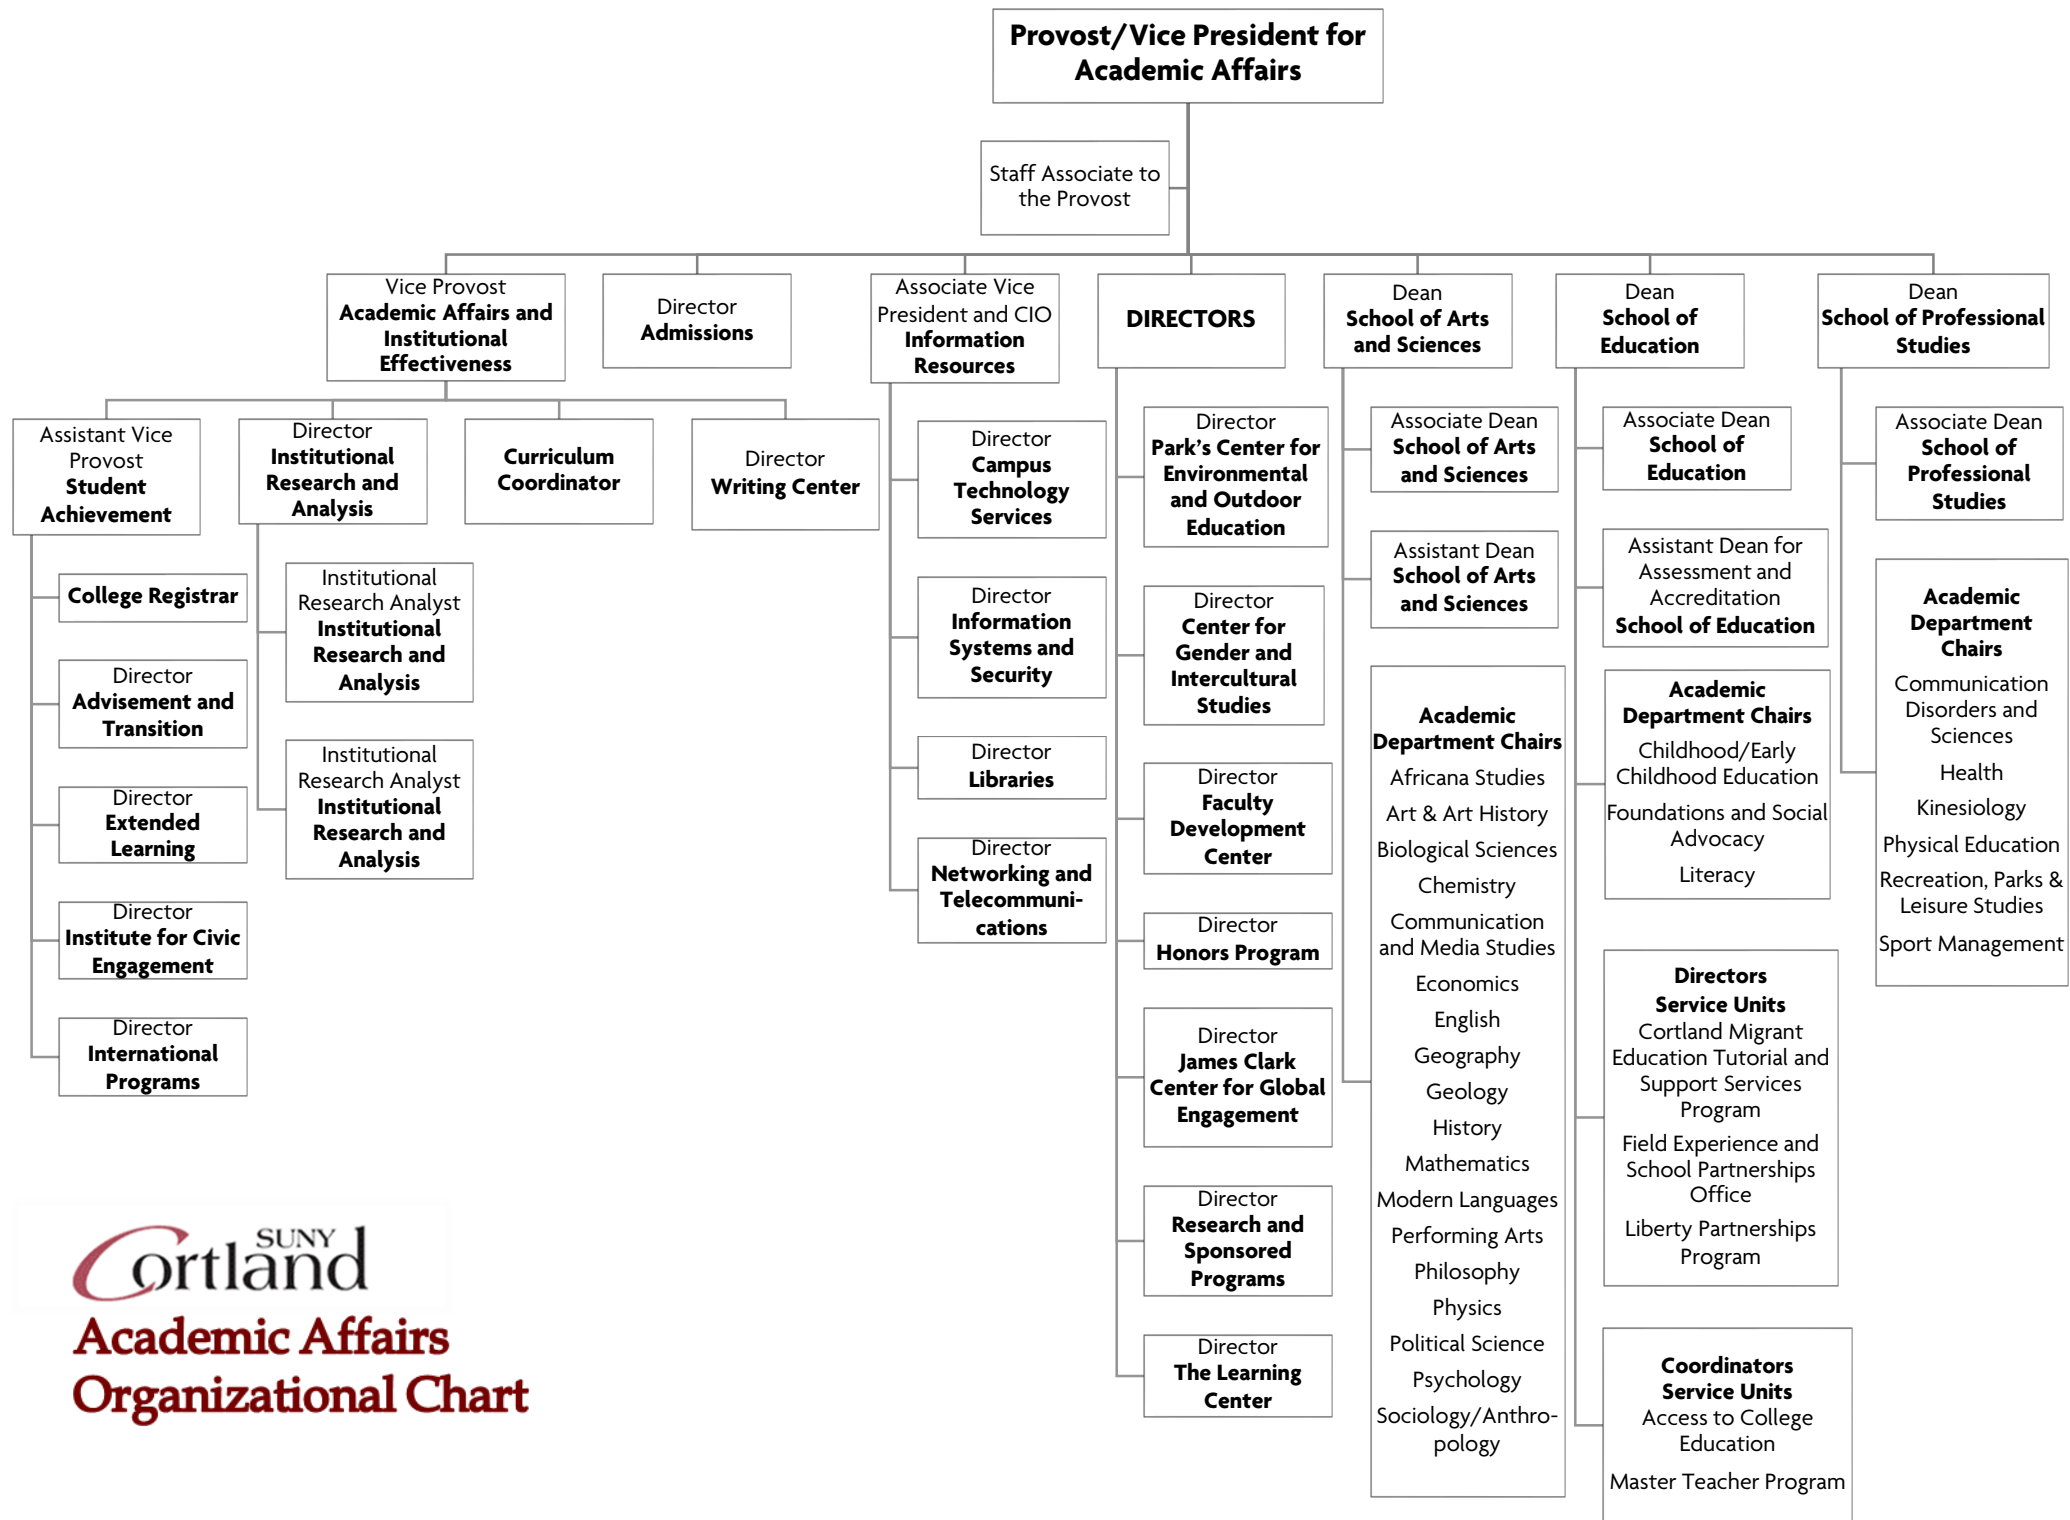 Provost/Vice President for
Academic Affairs
Staff Associate to
the Provost
Vice Provost
Academic Affairs and
Institutional
Effectiveness
Director
Admissions
Associate Vice
President and CIO
Information
Resources
DIRECTORS
Dean
School of Arts
and Sciences
Dean
School of
Education
Dean
School of Professional
Studies
Assistant Vice
Provost
Student
Achievement
Director
Institutional
Research and
Analysis
Curriculum
Coordinator
Director
Writing Center
College Registrar
Director
Advisement and
Transition
Director
Extended
Learning
Director
Institute for Civic
Engagement
Director
International
Programs
Institutional
Research Analyst
Institutional
Research and
Analysis
Institutional
Research Analyst
Institutional
Research and
Analysis
Director
Campus
Technology
Services
Director
Information
Systems and
Security
Director
Libraries
Director
Networking and
Telecommuni-
cations
Director
Park's Center for
Environmental
and Outdoor
Education
Director
Center for
Gender and
Intercultural
Studies
Director
Faculty
Development
Center
Director
Honors Program
Director
James Clark
Center for Global
Engagement
Director
Research and
Sponsored
Programs
Director
The Learning
Center
Associate Dean
School of Arts
and Sciences
Assistant Dean
School of Arts
and Sciences
Academic
Department Chairs
Africana Studies
Art & Art History
Biological Sciences
Chemistry
Communication
and Media Studies
Economics
English
Geography
Geology
History
Mathematics
Modern Languages
Performing Arts
Philosophy
Physics
Political Science
Psychology
Sociology/Anthro-
pology
Associate Dean
School of
Education
Assistant Dean for
Assessment and
Accreditation
School of Education
Academic
Department Chairs
Childhood/Early
Childhood Education
Foundations and Social
Advocacy
Literacy
Directors
Service Units
Cortland Migrant
Education Tutorial and
Support Services
Program
Field Experience and
School Partnerships
Office
Liberty Partnerships
Program
Coordinators
Service Units
Access to College
Education
Master Teacher Program
Associate Dean
School of
Professional
Studies
Academic
Department
Chairs
Communication
Disorders and
Sciences
Health
Kinesiology
Physical Education
Recreation, Parks &
Leisure Studies
Sport Management
SUNY
Cortland
Academic Affairs
Organizational Chart